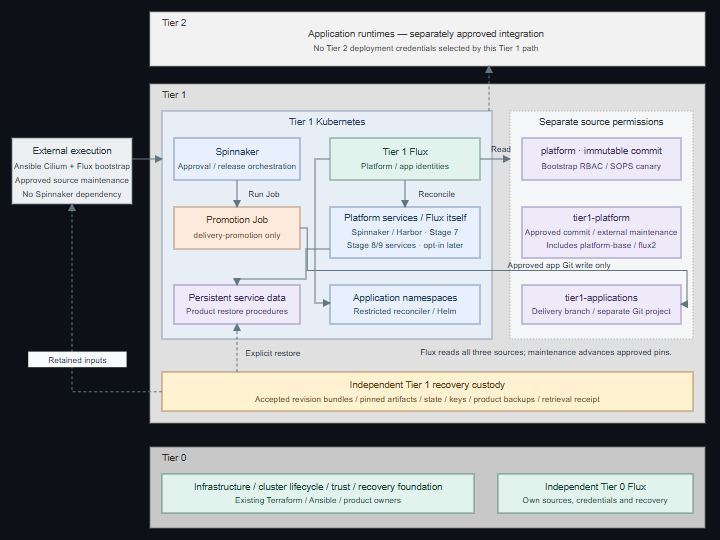 Tier 2
Application runtimes — separately approved integration
No Tier 2 deployment credentials selected by this Tier 1 path
Tier 1
Tier 1 Kubernetes
Separate source permissions
External execution
Ansible Cilium + Flux bootstrap
Approved source maintenance
No Spinnaker dependency
Spinnaker
Approval / release orchestration
Tier 1 Flux
Platform / app identities
Read
platform · immutable commit
Bootstrap RBAC / SOPS canary
Run Job
Reconcile
Promotion Job
delivery-promotion only
Platform services / Flux itself
Spinnaker / Harbor · Stage 7
Stage 8/9 services · opt-in later
tier1-platform
Approved commit / external maintenance
Includes platform-base / flux2
Approved app Git write only
Persistent service data
Product restore procedures
Application namespaces
Restricted reconciler / Helm
tier1-applications
Delivery branch / separate Git project
Retained inputs
Explicit restore
Flux reads all three sources; maintenance advances approved pins.
Independent Tier 1 recovery custody
Accepted revision bundles / pinned artifacts / state / keys / product backups / retrieval receipt
Tier 0
Infrastructure / cluster lifecycle / trust / recovery foundation
Existing Terraform / Ansible / product owners
Independent Tier 0 Flux
Own sources, credentials and recovery